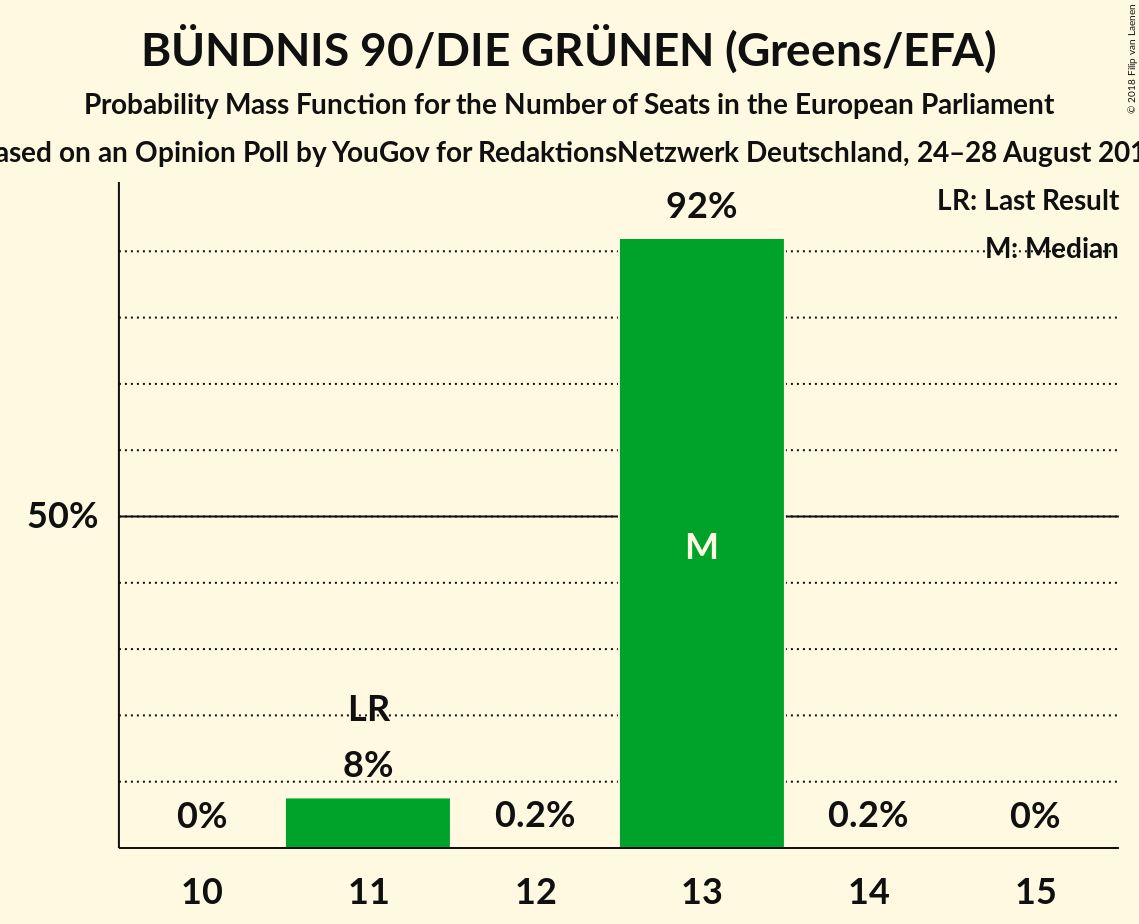 BÜNDNIS 90/DIE GRÜNEN (Greens/EFA)
Probability Mass Function for the Number of Seats in the European Parliament
ased on an Opinion Poll by YouGov for RedaktionsNetzwerk Deutschland, 24–28 August 201
© 2018 Filip van Laenen
LR: Last Result
M: Median
92%
50%
M
LR
8%
0%
0.2%
0.2%
0%
10
11
12
13
14
15